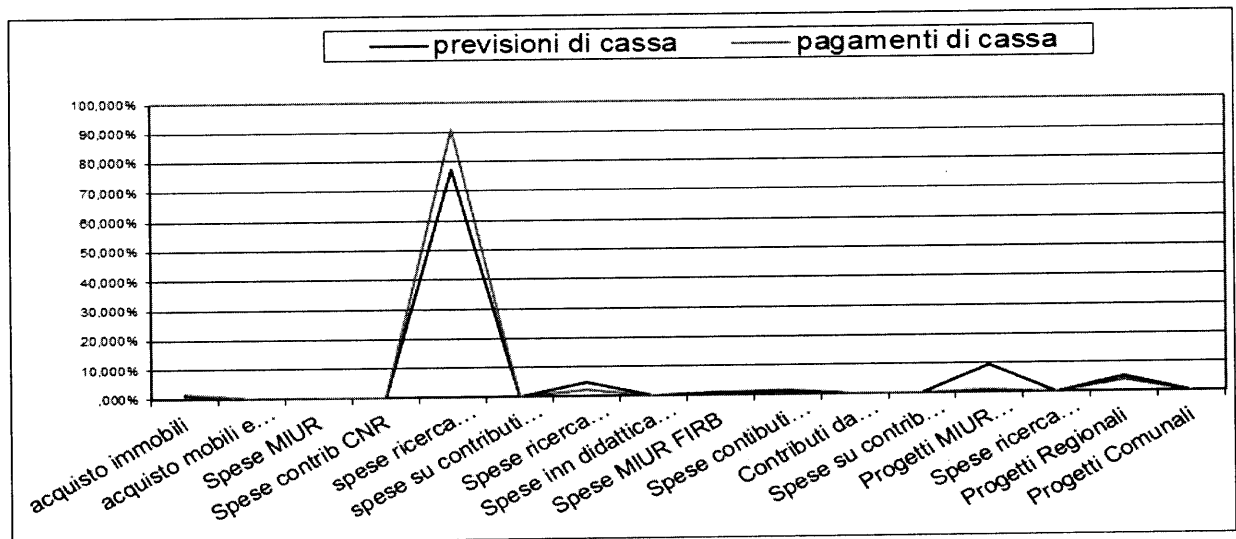 previsioni di cassa pagamenti di cassa
100,000%
90,000%
80,000%
70,000%
60,000%
50,000%
40,000%
30,000%
20,000%
10,000%
,000%
acquisto immobili
acquisto mobili e...
Spese MIUR
Spese contrib CNR
spese ricerca...
spese su contributi...
Spese ricerca...
Spese inn didattica...
Spese MIUR FIRB
Spese contibuti...
Contributi da...
Spese su contrib...
Progetti MIUR...
Spese ricerca...
Progetti Regionali
Progetti Comunali